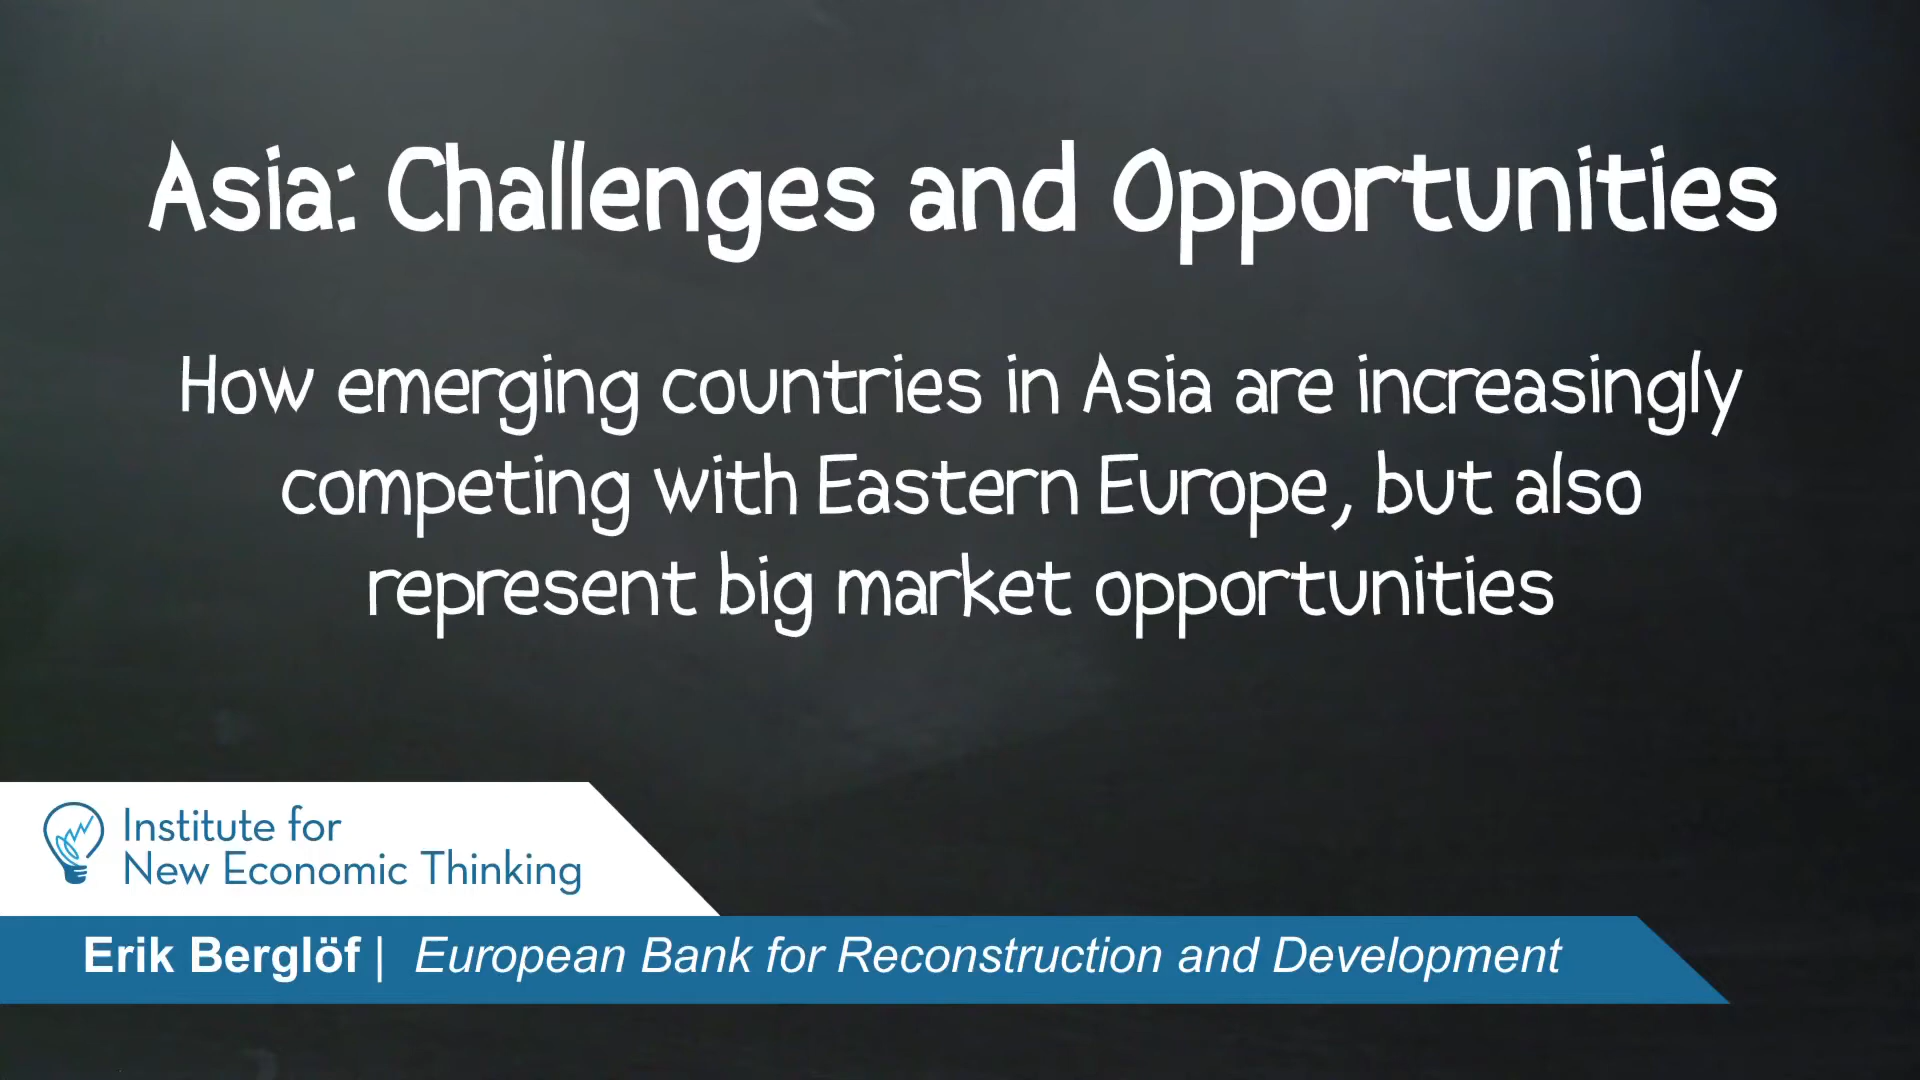 Asia: Challenges and Opportunities
How emerging countries in Asia are increasingly
competing with Eastern Europe, but also
represent big market opportunities
Institute for
New Economic Thinking
Erik Berglöf | European Bank for Reconstruction and Development